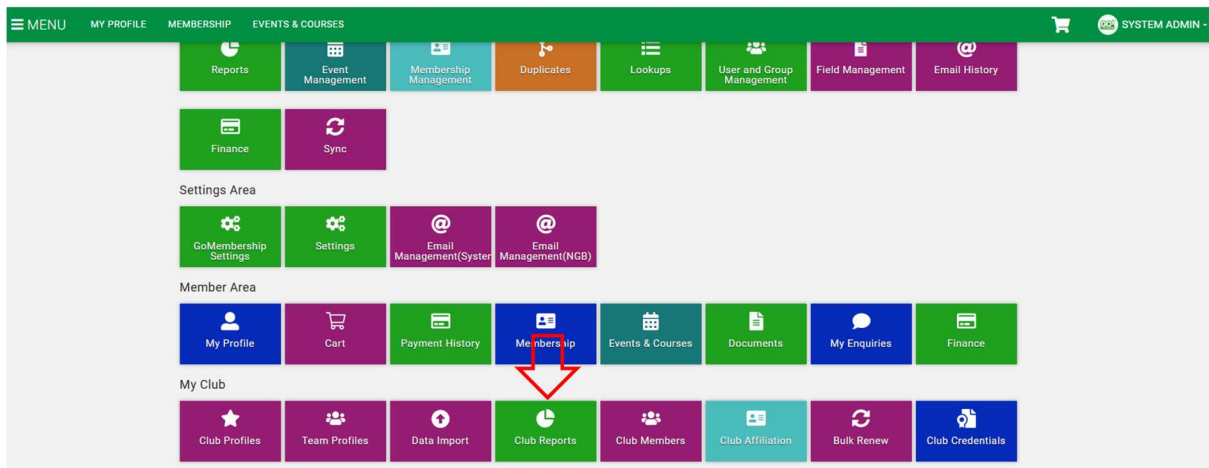 MENU MY PROFILE MEMBERSHIP EVENTS & COURSES SYSTEM ADMIN
Reports
Event
Management
Membership
Management
Duplicates
Lookups
User and Group
Management
Field Management
Email History
Finance
Sync
Settings Area
GoMembership
Settings
Settings
Email
Management(System
Email
Management(NGB)
Member Area
My Profile
Cart
Payment History
Membership
Events & Courses
Documents
My Enquiries
Finance
My Club
Club Profiles
Team Profiles
Data Import
Club Reports
Club Members
Club Affiliation
Bulk Renew
Club Credentials